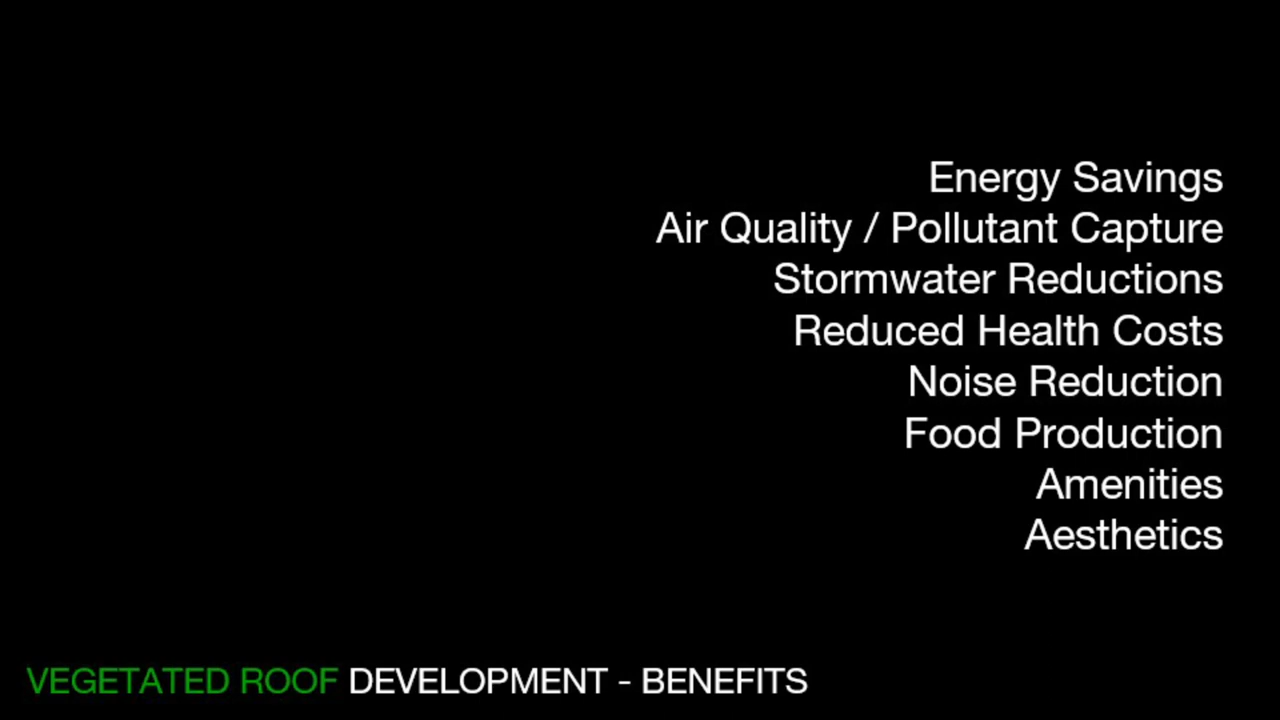 Energy Savings
Air Quality / Pollutant Capture
Stormwater Reductions
Reduced Health Costs
Noise Reduction
Food Production
Amenities
Aesthetics
VEGETATED ROOF DEVELOPMENT - BENEFITS